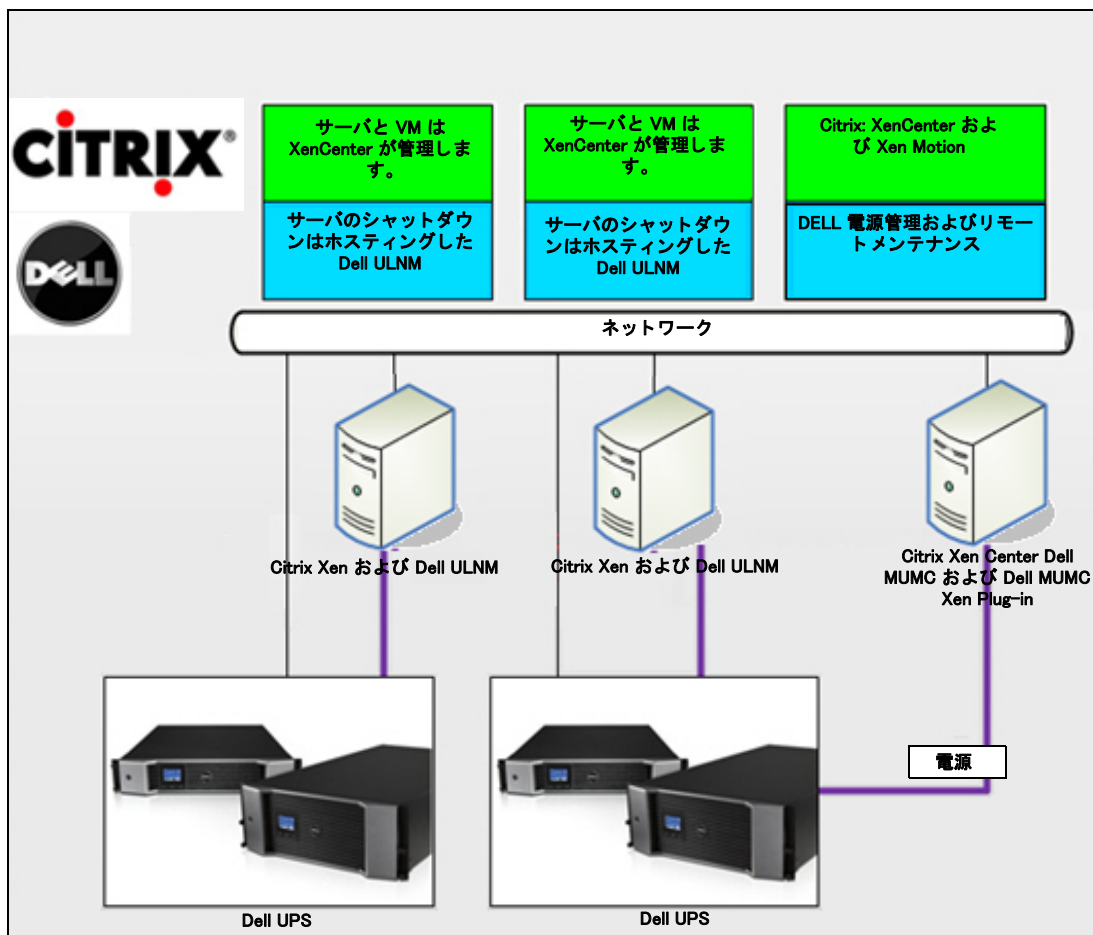 CiTRIX®
DELL
サーバと VM は
XenCenter が管理しま
す。
サーバのシャットダウ
ンはホスティングした
Dell ULNM
サーバと VM は
XenCenter が管理しま
す。
サーバのシャットダウ
ンはホスティングした
Dell ULNM
Citrix: XenCenter およ
び Xen Motion
DELL 電源管理およびリモー
ト メンテナンス
ネットワーク
Citrix Xen および Dell ULNM
Citrix Xen および Dell ULNM
Citrix Xen Center Dell
MUMC および Dell MUMC
Xen Plug-in
電源
Dell UPS
Dell UPS